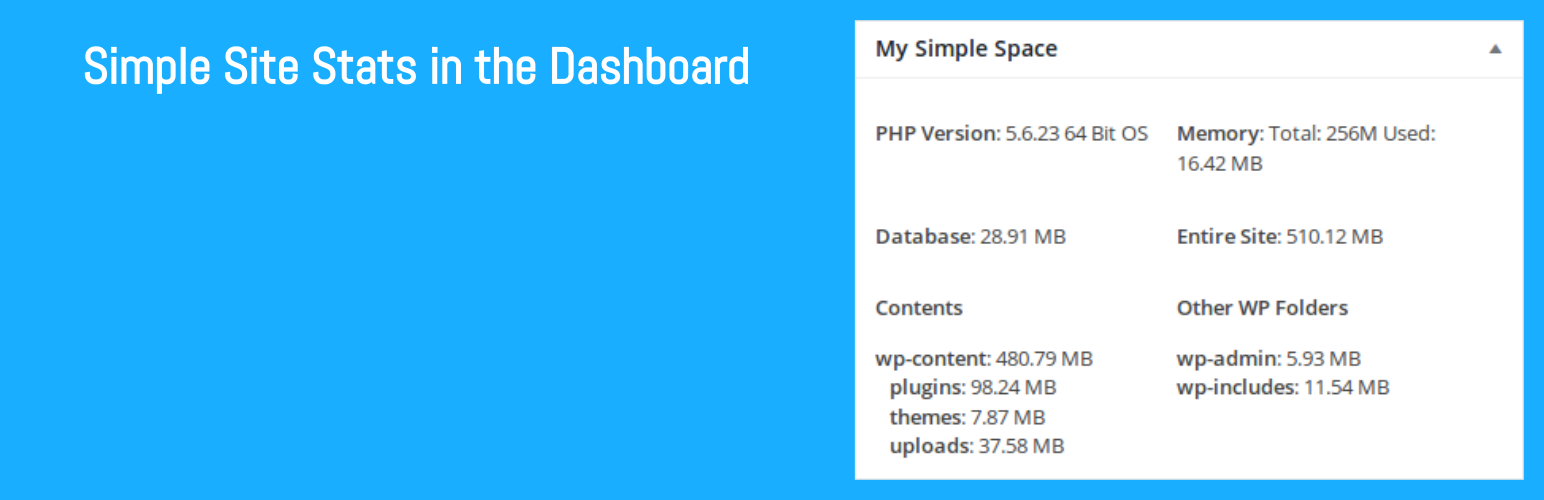 Simple Site Stats in the Dashboard
My Simple Space
PHP Version: 5.6.23 64 Bit OS
Memory: Total: 256M Used:
16.42 MB
Database: 28.91 MB
Entire Site: 510.12 MB
Contents
wp-content: 480.79 MB
plugins: 98.24 MB
themes: 7.87 MB
uploads: 37.58 MB
Other WP Folders
wp-admin: 5.93 MB
wp-includes: 11.54 MB